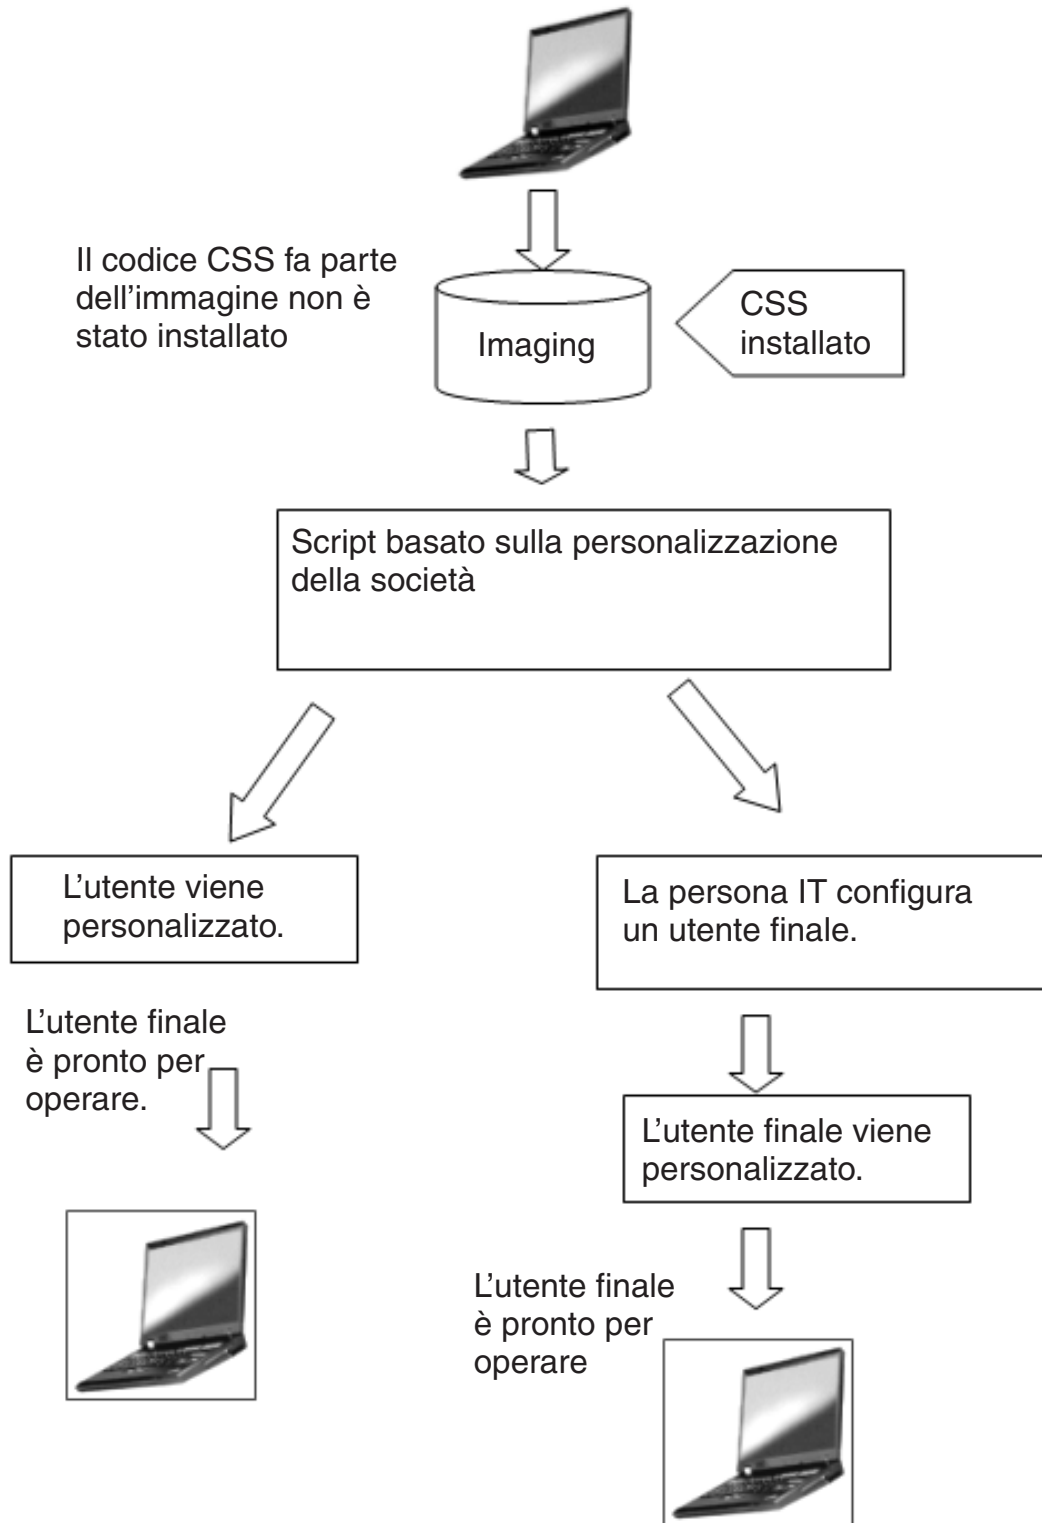 Il codice CSS fa parte
dell'immagine non è
stato installato
Imaging
CSS
installato
Script basato sulla personalizzazione
della società
L'utente viene
personalizzato.
La persona IT configura
un utente finale.
L'utente finale
è pronto per
operare.
L'utente finale viene
personalizzato.
L'utente finale
è pronto per
operare